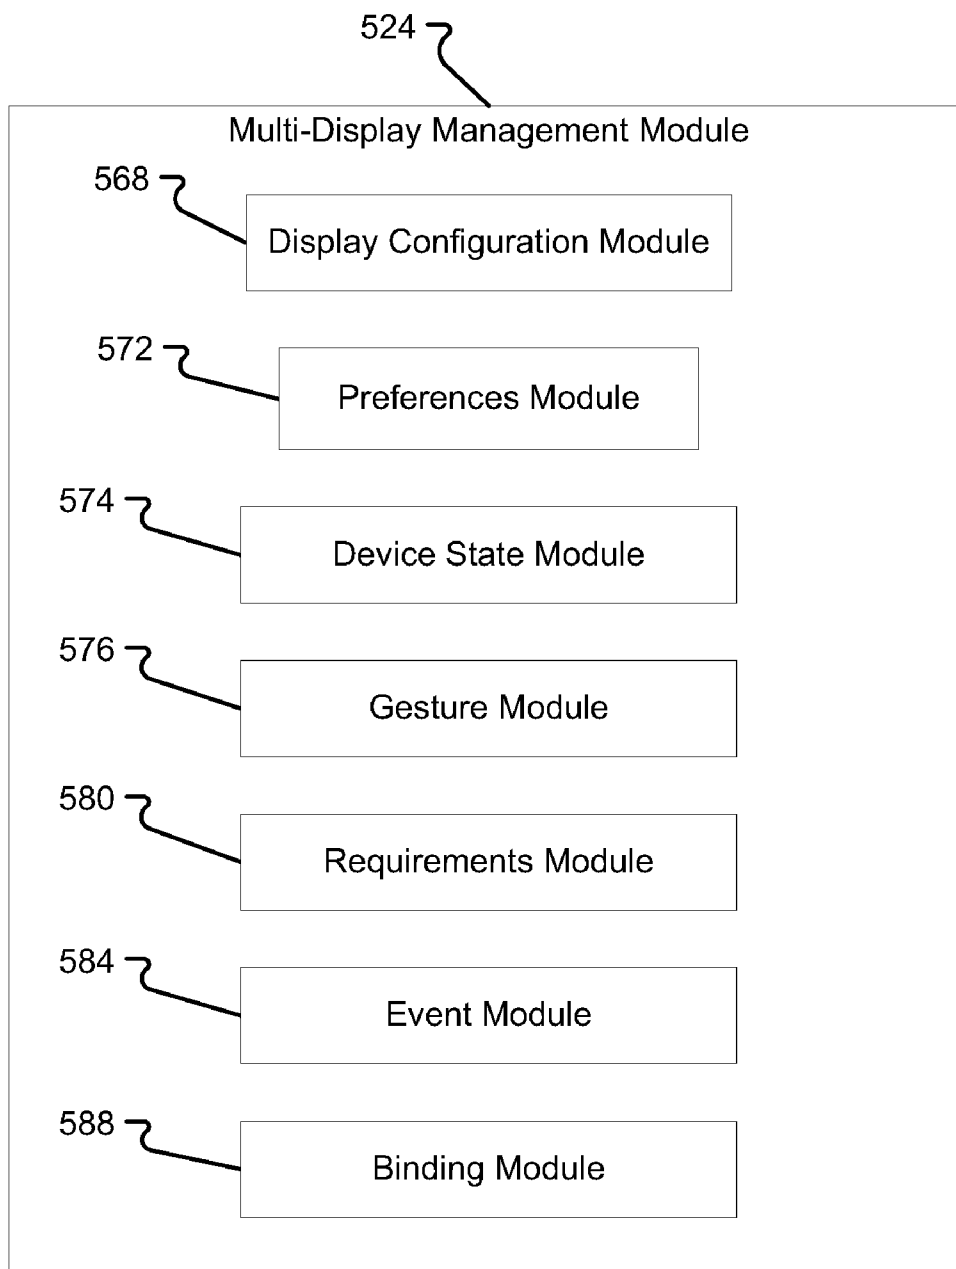 524
Multi-Display Management Module
568
Display Configuration Module
572
Preferences Module
574
Device State Module
576
Gesture Module
580
Requirements Module
584
Event Module
588
Binding Module